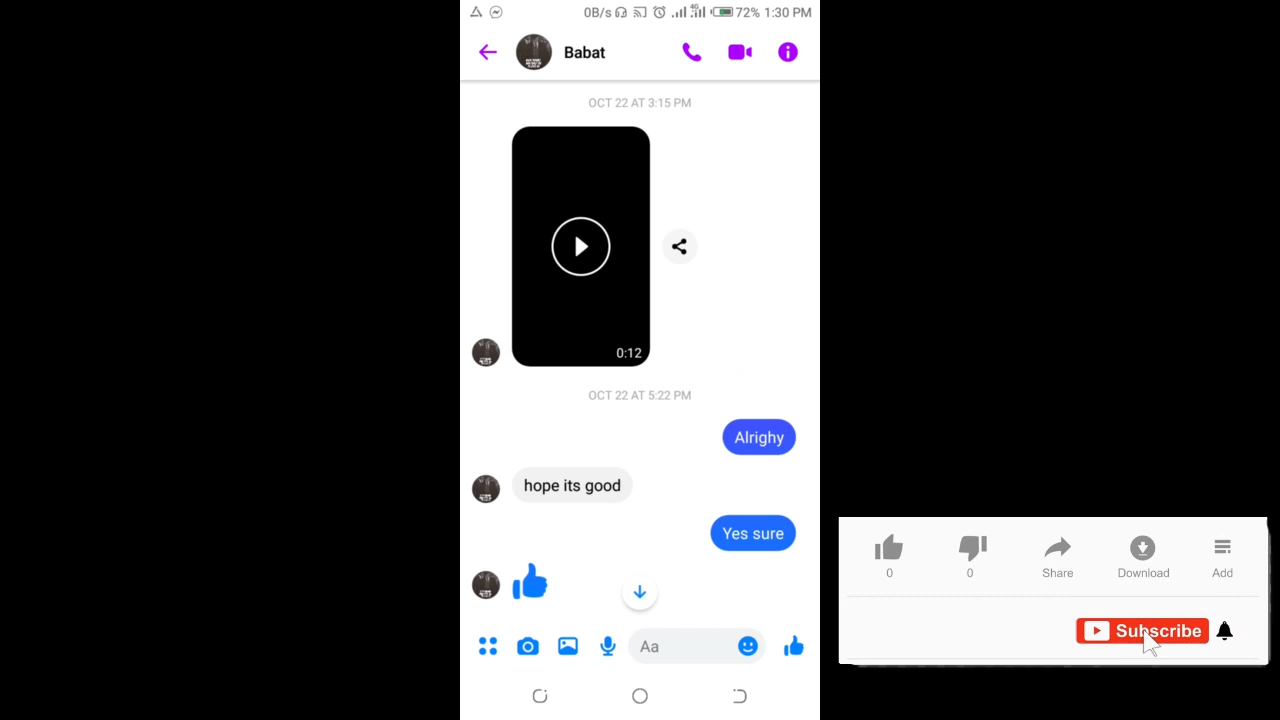 0B/s 4G 72% 1:30 PM
Babat
OCT 22 AT 3:15 PM
0:12
OCT 22 AT 5:22 PM
Alrighy
hope its good
Yes sure
Aa
0 0 Share Download Add
Subscribe